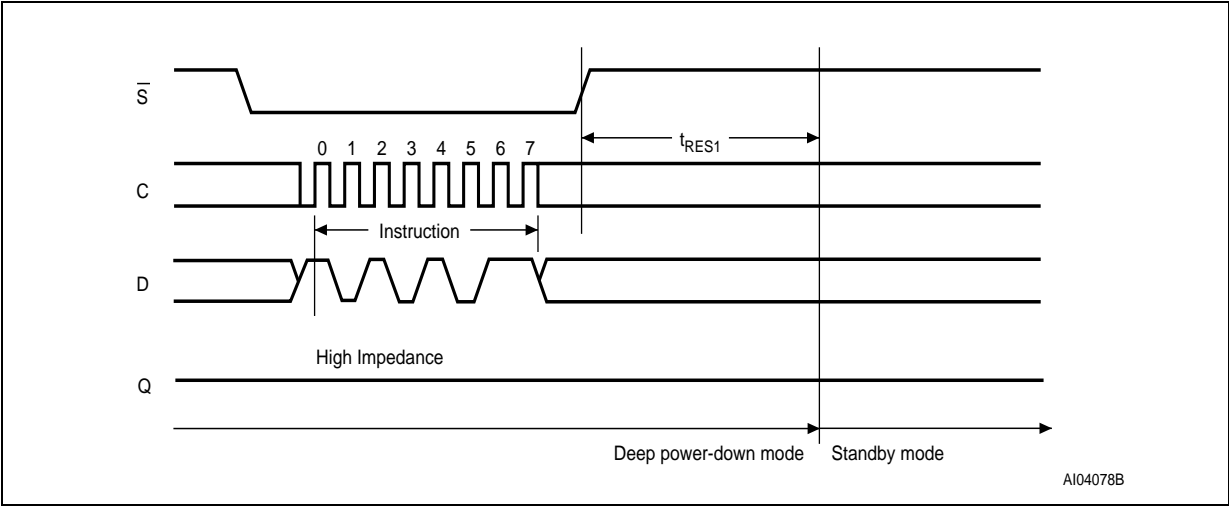 S̅
tRES1
0 1 2 3 4 5 6 7
C
Instruction
D
High Impedance
Q
Deep power-down mode Standby mode
AI04078B